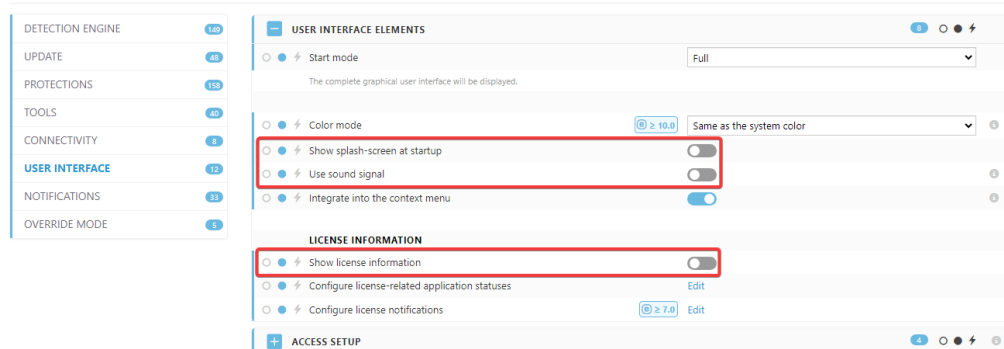 DETECTION ENGINE 149
UPDATE 48
PROTECTIONS 158
TOOLS 40
CONNECTIVITY 8
USER INTERFACE 12
NOTIFICATIONS 33
OVERRIDE MODE 5
USER INTERFACE ELEMENTS 8
Start mode Full
The complete graphical user interface will be displayed.
Color mode ≥ 10.0 Same as the system color
Show splash-screen at startup
Use sound signal
Integrate into the context menu
LICENSE INFORMATION
Show license information
Configure license-related application statuses Edit
Configure license notifications ≥ 7.0 Edit
ACCESS SETUP 4